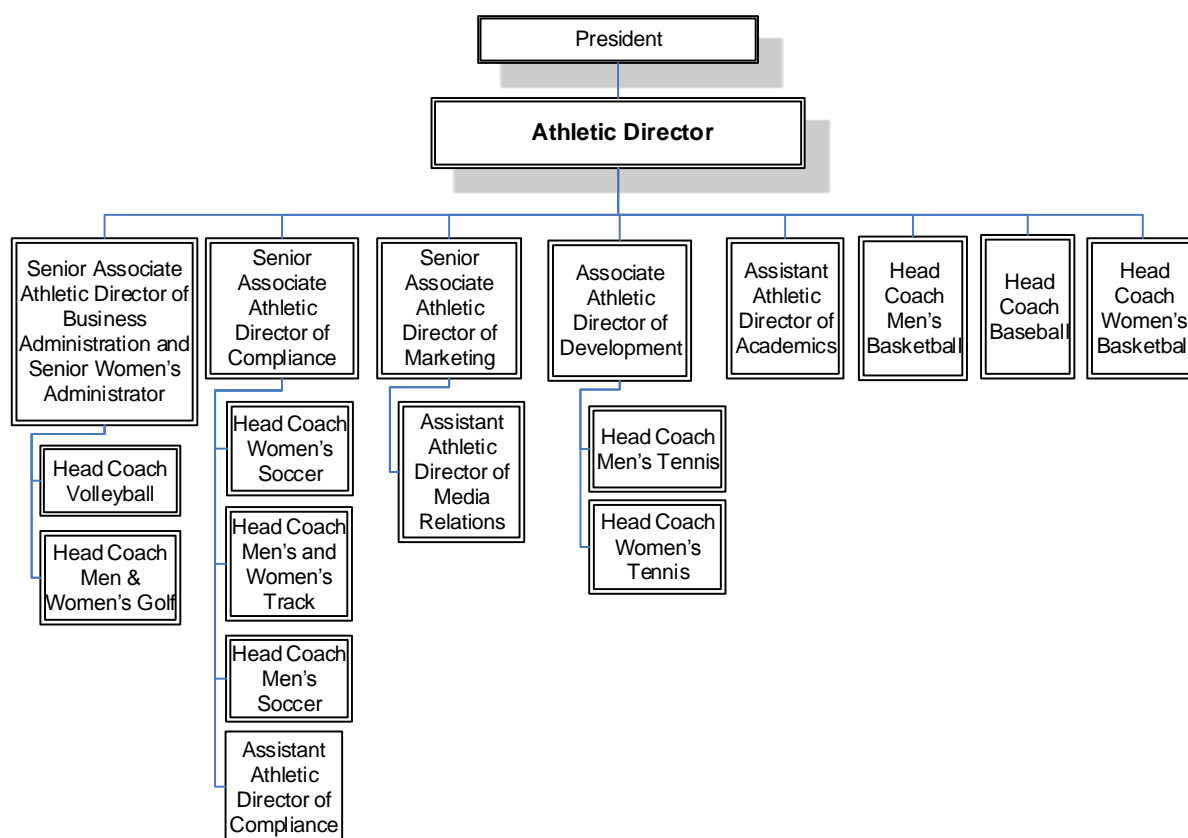 President
Athletic Director
Senior Associate
Athletic Director of
Business
Administration and
Senior Women's
Administrator
Senior
Associate
Athletic
Director of
Compliance
Senior
Associate
Athletic
Director of
Marketing
Associate
Athletic
Director of
Development
Assistant
Athletic
Director of
Academics
Head
Coach
Men's
Basketball
Head
Coach
Baseball
Head
Coach
Women's
Basketball
Head Coach
Volleyball
Head Coach
Men &
Women's Golf
Head Coach
Women's
Soccer
Head Coach
Men's and
Women's
Track
Head Coach
Men's
Soccer
Assistant
Athletic
Director of
Compliance
Assistant
Athletic
Director of
Media
Relations
Head Coach
Men's Tennis
Head Coach
Women's
Tennis